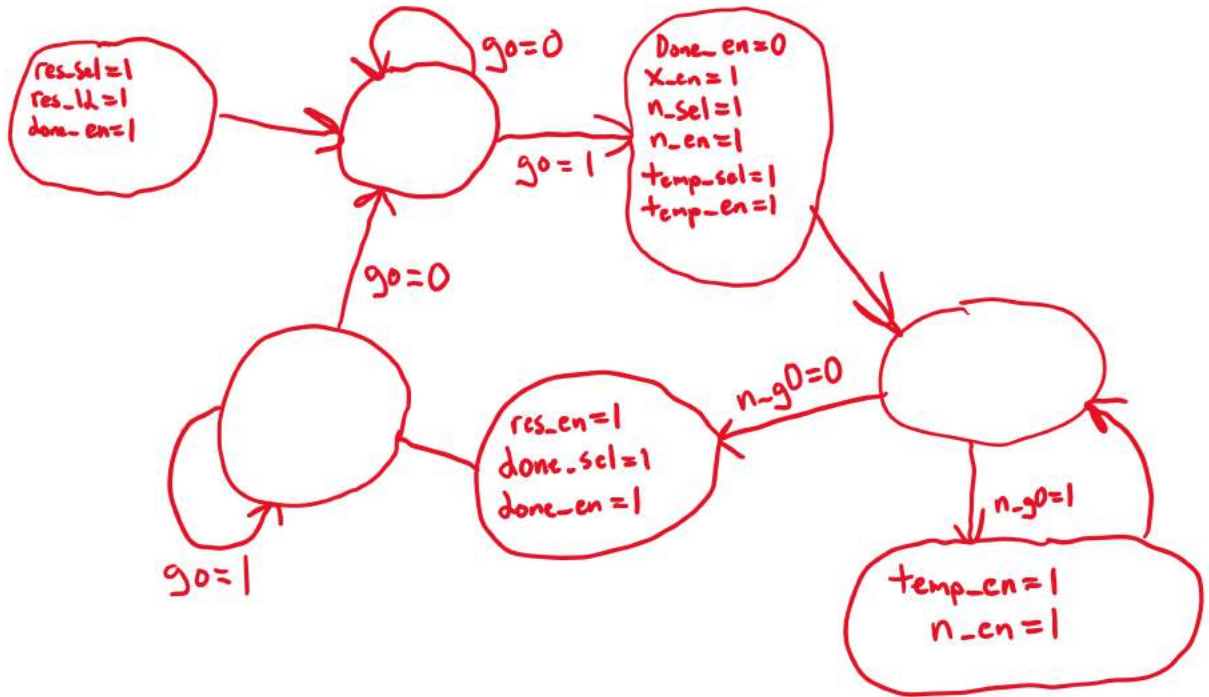 res_sel=1
res_ld=1
done_en=1
go=0
go=1
Done_en=0
x_en=1
n_sel=1
n_en=1
temp_sel=1
temp_en=1
go=0
n_g0=0
n_g0=1
res_en=1
done_sel=1
done_en=1
go=1
temp_en=1
n_en=1